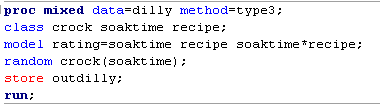 proc mixed data=dilly method=type3;
class crock soaktime recipe;
model rating=soaktime recipe soaktime*recipe;
random crock(soaktime);
store outdilly;
run;